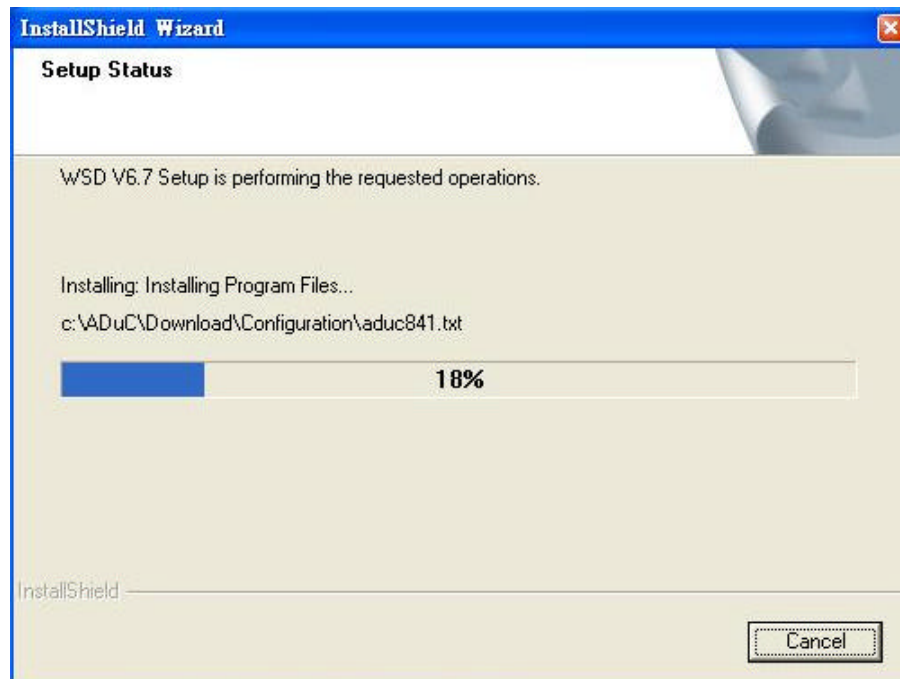 InstallShield Wizard
Setup Status
WSD V6.7 Setup is performing the requested operations.
Installing: Installing Program Files...
c:\ADuC\Download\Configuration\aduc841.txt
18%
InstallShield
Cancel